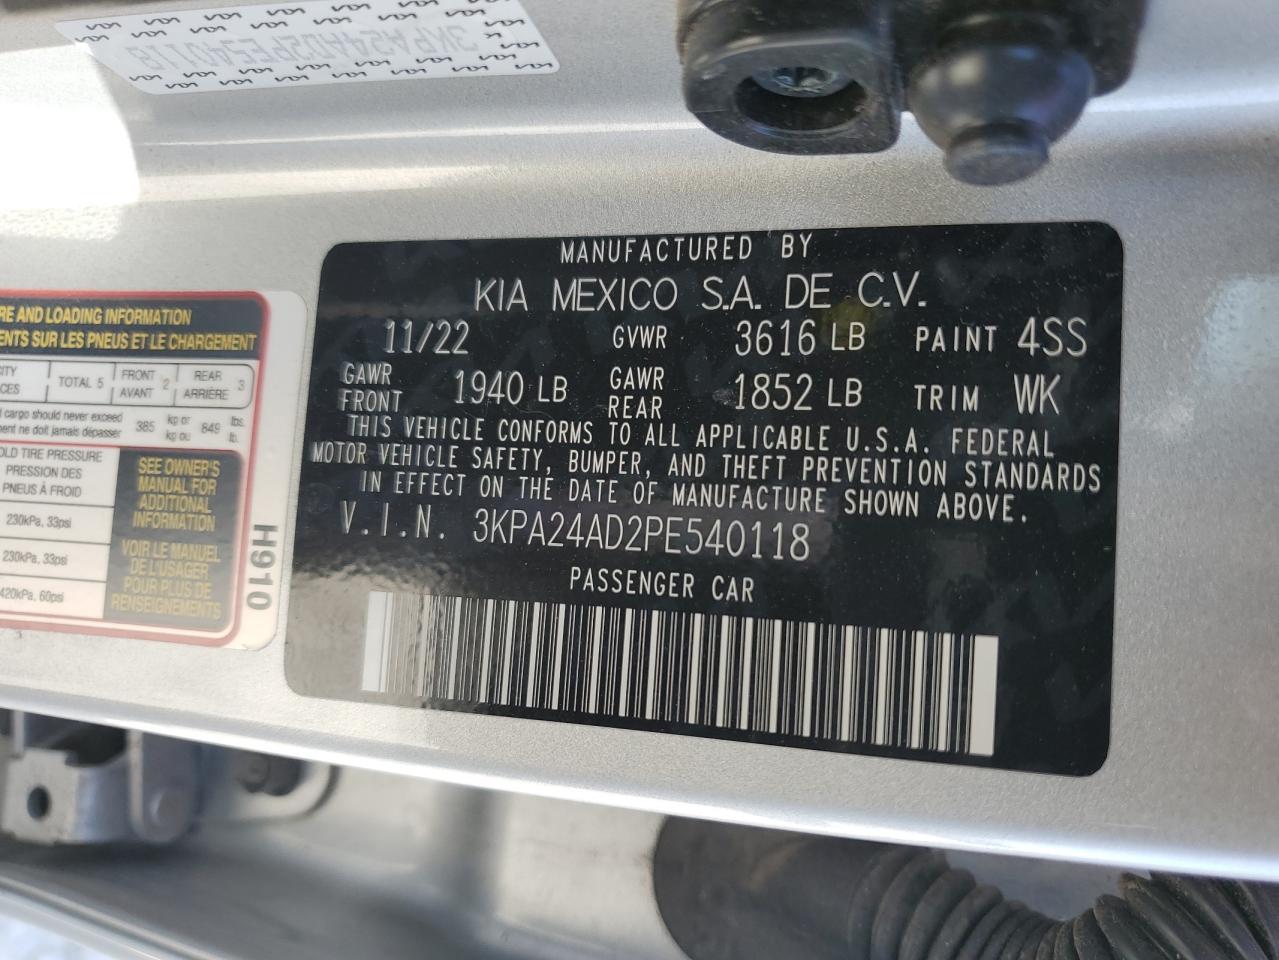 3KPA24AD2PE540118
MANUFACTURED BY
KIA MEXICO S.A. DE C.V.
11/22 GVWR 3616 LB PAINT 4SS
GAWR FRONT 1940 LB GAWR REAR 1852 LB TRIM WK
THIS VEHICLE CONFORMS TO ALL APPLICABLE U.S.A. FEDERAL
MOTOR VEHICLE SAFETY, BUMPER, AND THEFT PREVENTION STANDARDS
IN EFFECT ON THE DATE OF MANUFACTURE SHOWN ABOVE.
V.I.N. 3KPA24AD2PE540118
PASSENGER CAR
AND LOADING INFORMATION
SUR LES PNEUS ET LE CHARGEMENT
TOTAL 5 FRONT AVANT 2 REAR ARRIÈRE 3
cargo should never exceed 385 kg or 849 lbs.
ne doit jamais dépasser kg ou lb.
TIRE PRESSURE
PRESSION DES
PNEUS À FROID
230kPa, 33psi
230kPa, 33psi
420kPa, 60psi
SEE OWNER'S
MANUAL FOR
ADDITIONAL
INFORMATION
VOIR LE MANUEL
DE L'USAGER
POUR PLUS DE
RENSEIGNEMENTS
H910